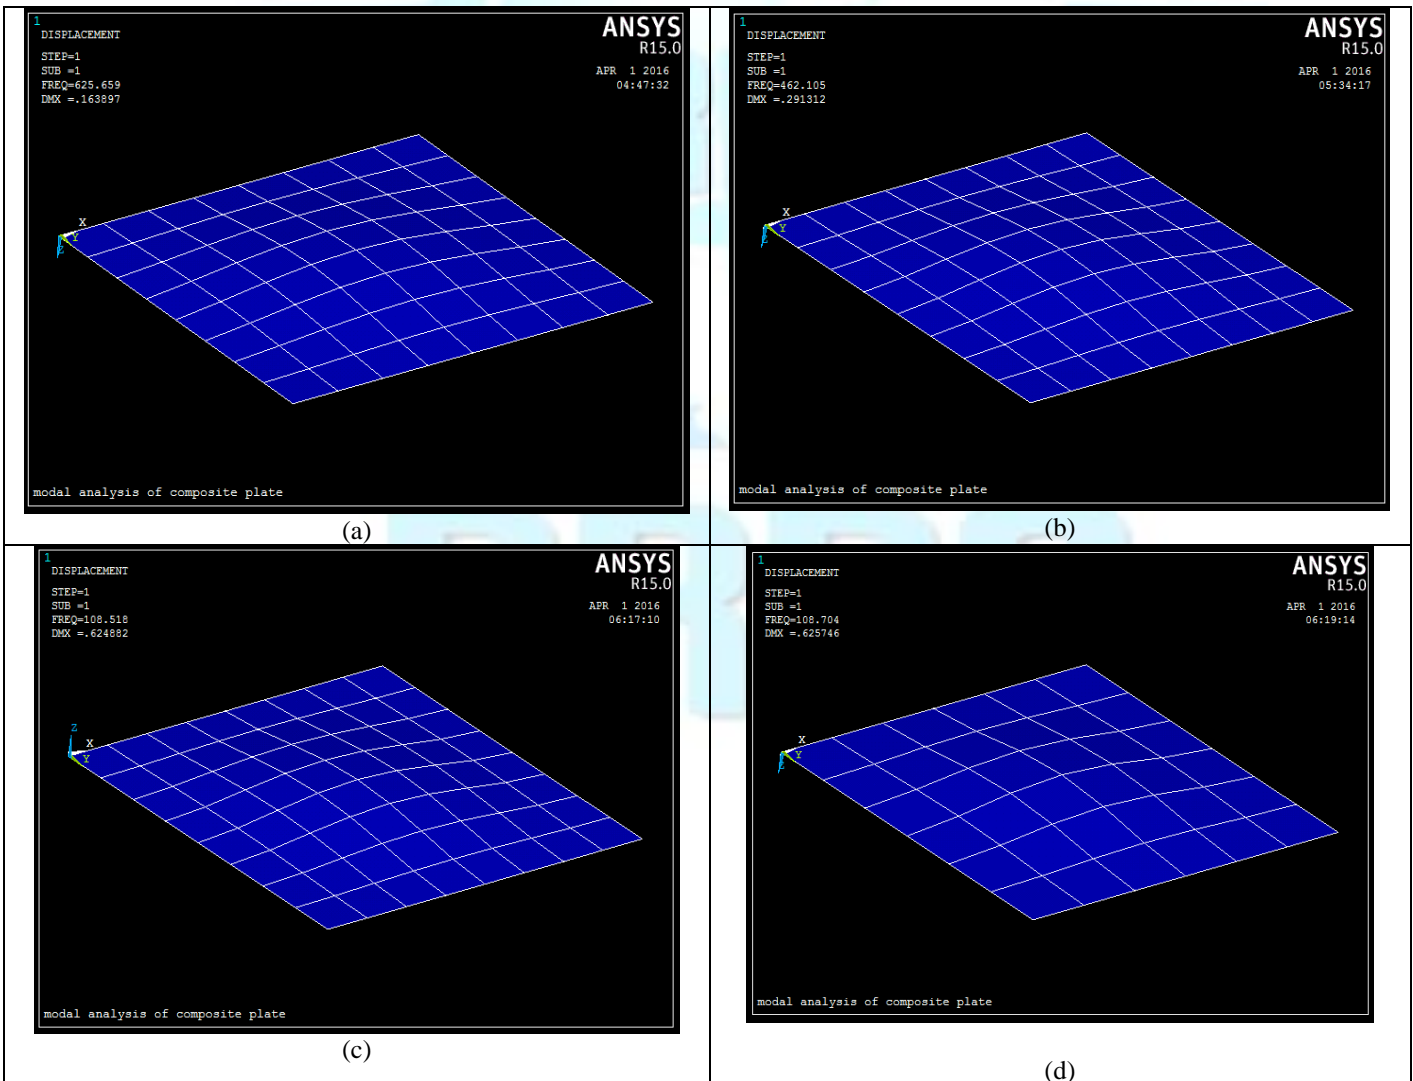 1
DISPLACEMENT
STEP=1
SUB =1
FREQ=625.659
DMX =.163897
ANSYS
R15.0
APR 1 2016
04:47:32
X
Y
Z
modal analysis of composite plate
(a)
1
DISPLACEMENT
STEP=1
SUB =1
FREQ=462.105
DMX =.291312
ANSYS
R15.0
APR 1 2016
05:34:17
X
Y
Z
modal analysis of composite plate
(b)
1
DISPLACEMENT
STEP=1
SUB =1
FREQ=108.518
DMX =.624882
ANSYS
R15.0
APR 1 2016
06:17:10
Z
X
Y
modal analysis of composite plate
(c)
1
DISPLACEMENT
STEP=1
SUB =1
FREQ=108.704
DMX =.625746
ANSYS
R15.0
APR 1 2016
06:19:14
X
Y
Z
modal analysis of composite plate
(d)